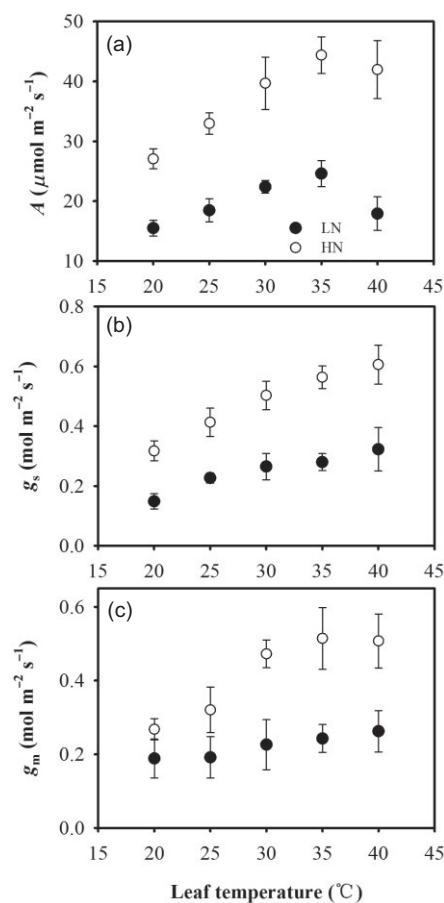 50
(a)
40
30
20
10
A (μmol m⁻² s⁻¹)
LN
HN
15 20 25 30 35 40 45
0.8
(b)
0.6
0.4
0.2
0.0
gs (mol m⁻² s⁻¹)
15 20 25 30 35 40 45
(c)
0.6
0.4
0.2
0.0
gm (mol m⁻² s⁻¹)
15 20 25 30 35 40 45
Leaf temperature (℃)